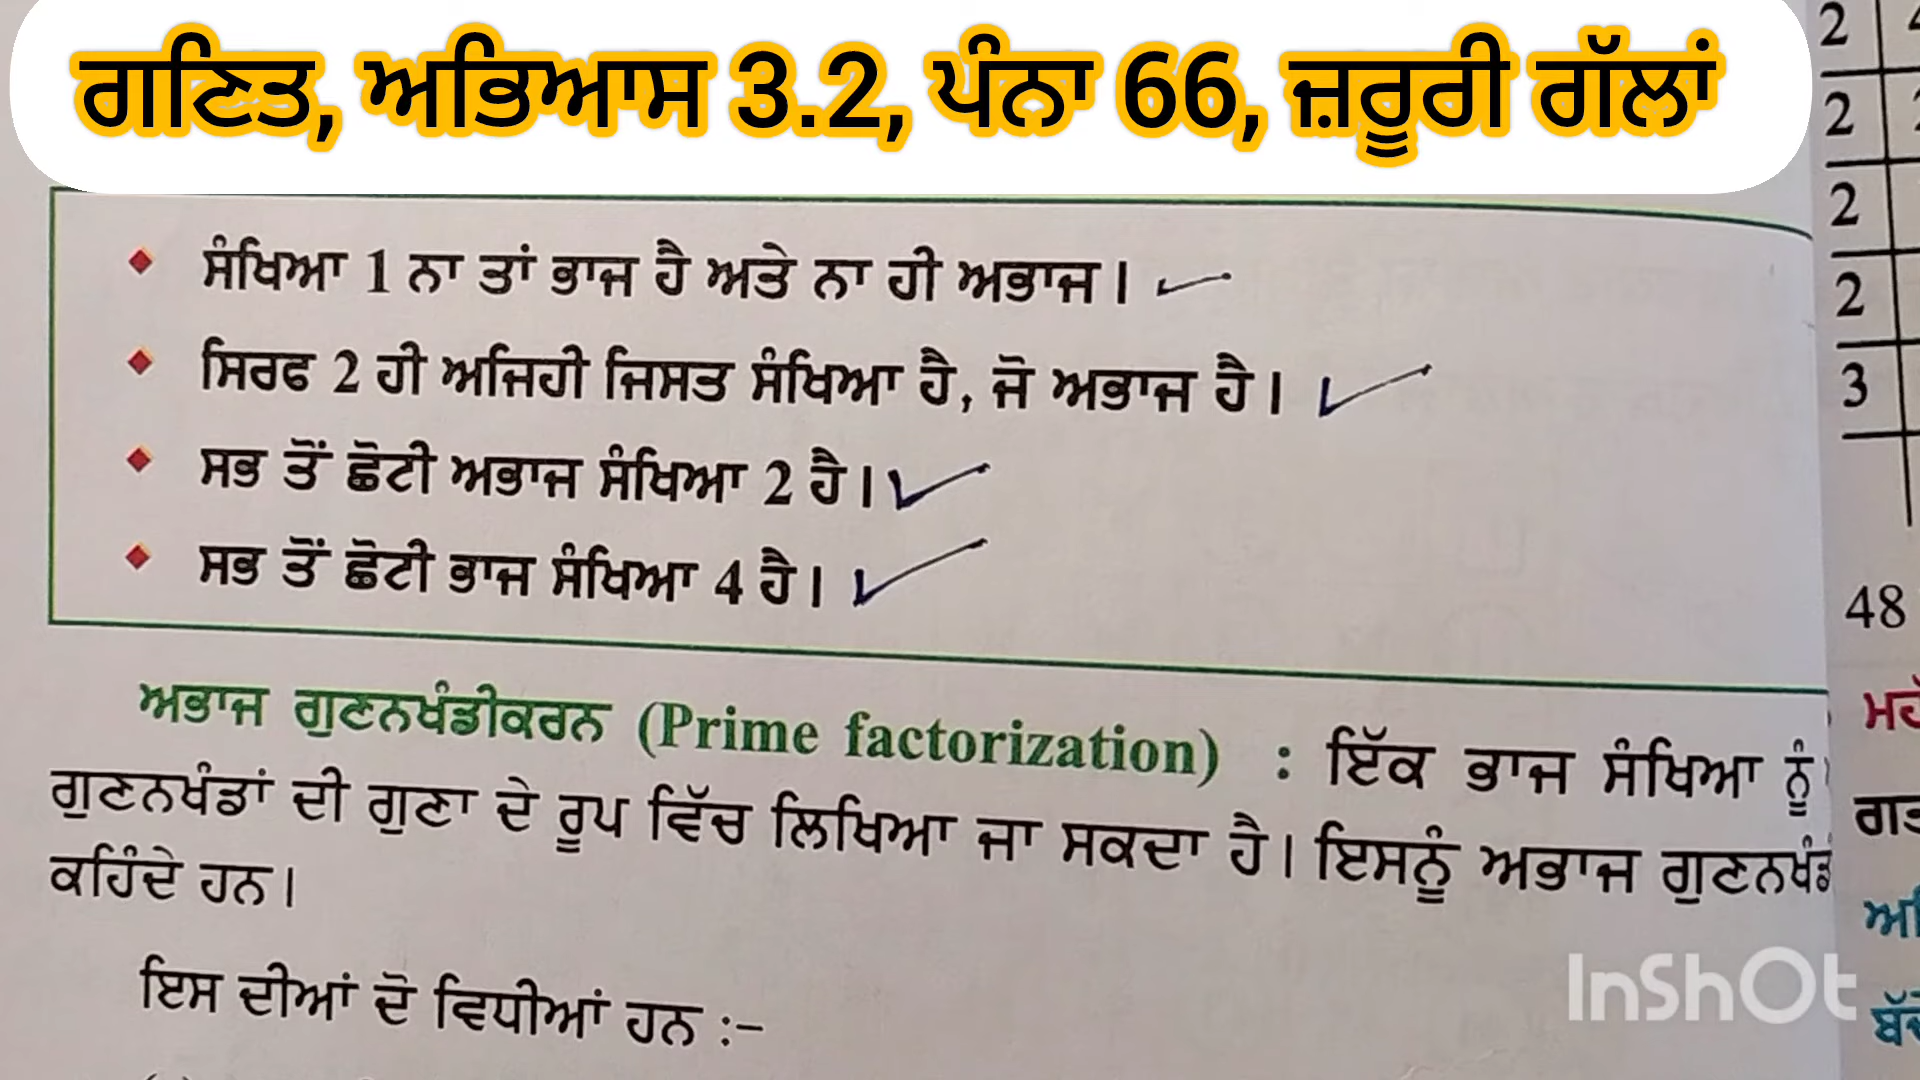 ਗਣਿਤ, ਅਭਿਆਸ 3.2, ਪੰਨਾ 66, ਜ਼ਰੂਰੀ ਗੱਲਾਂ
ਸੰਖਿਆ 1 ਨਾ ਤਾਂ ਭਾਜ ਹੈ ਅਤੇ ਨਾ ਹੀ ਅਭਾਜ।
ਸਿਰਫ 2 ਹੀ ਅਜਿਹੀ ਜਿਸਤ ਸੰਖਿਆ ਹੈ, ਜੋ ਅਭਾਜ ਹੈ।
ਸਭ ਤੋਂ ਛੋਟੀ ਅਭਾਜ ਸੰਖਿਆ 2 ਹੈ।
ਸਭ ਤੋਂ ਛੋਟੀ ਭਾਜ ਸੰਖਿਆ 4 ਹੈ।
ਅਭਾਜ ਗੁਣਨਖੰਡੀਕਰਨ (Prime factorization) : ਇੱਕ ਭਾਜ ਸੰਖਿਆ ਨੂੰ
ਗੁਣਨਖੰਡਾਂ ਦੀ ਗੁਣਾ ਦੇ ਰੂਪ ਵਿੱਚ ਲਿਖਿਆ ਜਾ ਸਕਦਾ ਹੈ। ਇਸਨੂੰ ਅਭਾਜ
ਕਹਿੰਦੇ ਹਨ।
ਇਸ ਦੀਆਂ ਦੋ ਵਿਧੀਆਂ ਹਨ :–
2
2
2
2
3
48
InShOt